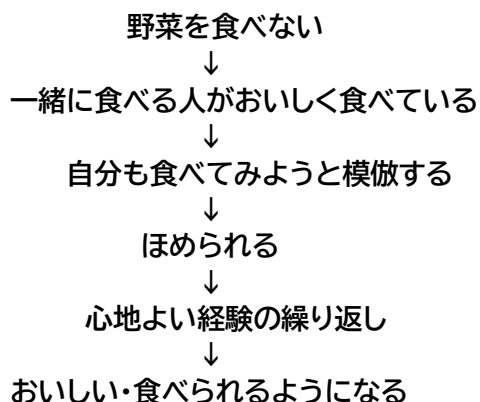 野菜を食べない
↓
一緒に食べる人がおいしく食べている
↓
自分も食べてみようと模倣する
↓
ほめられる
↓
心地よい経験の繰り返し
↓
おいしい・食べられるようになる